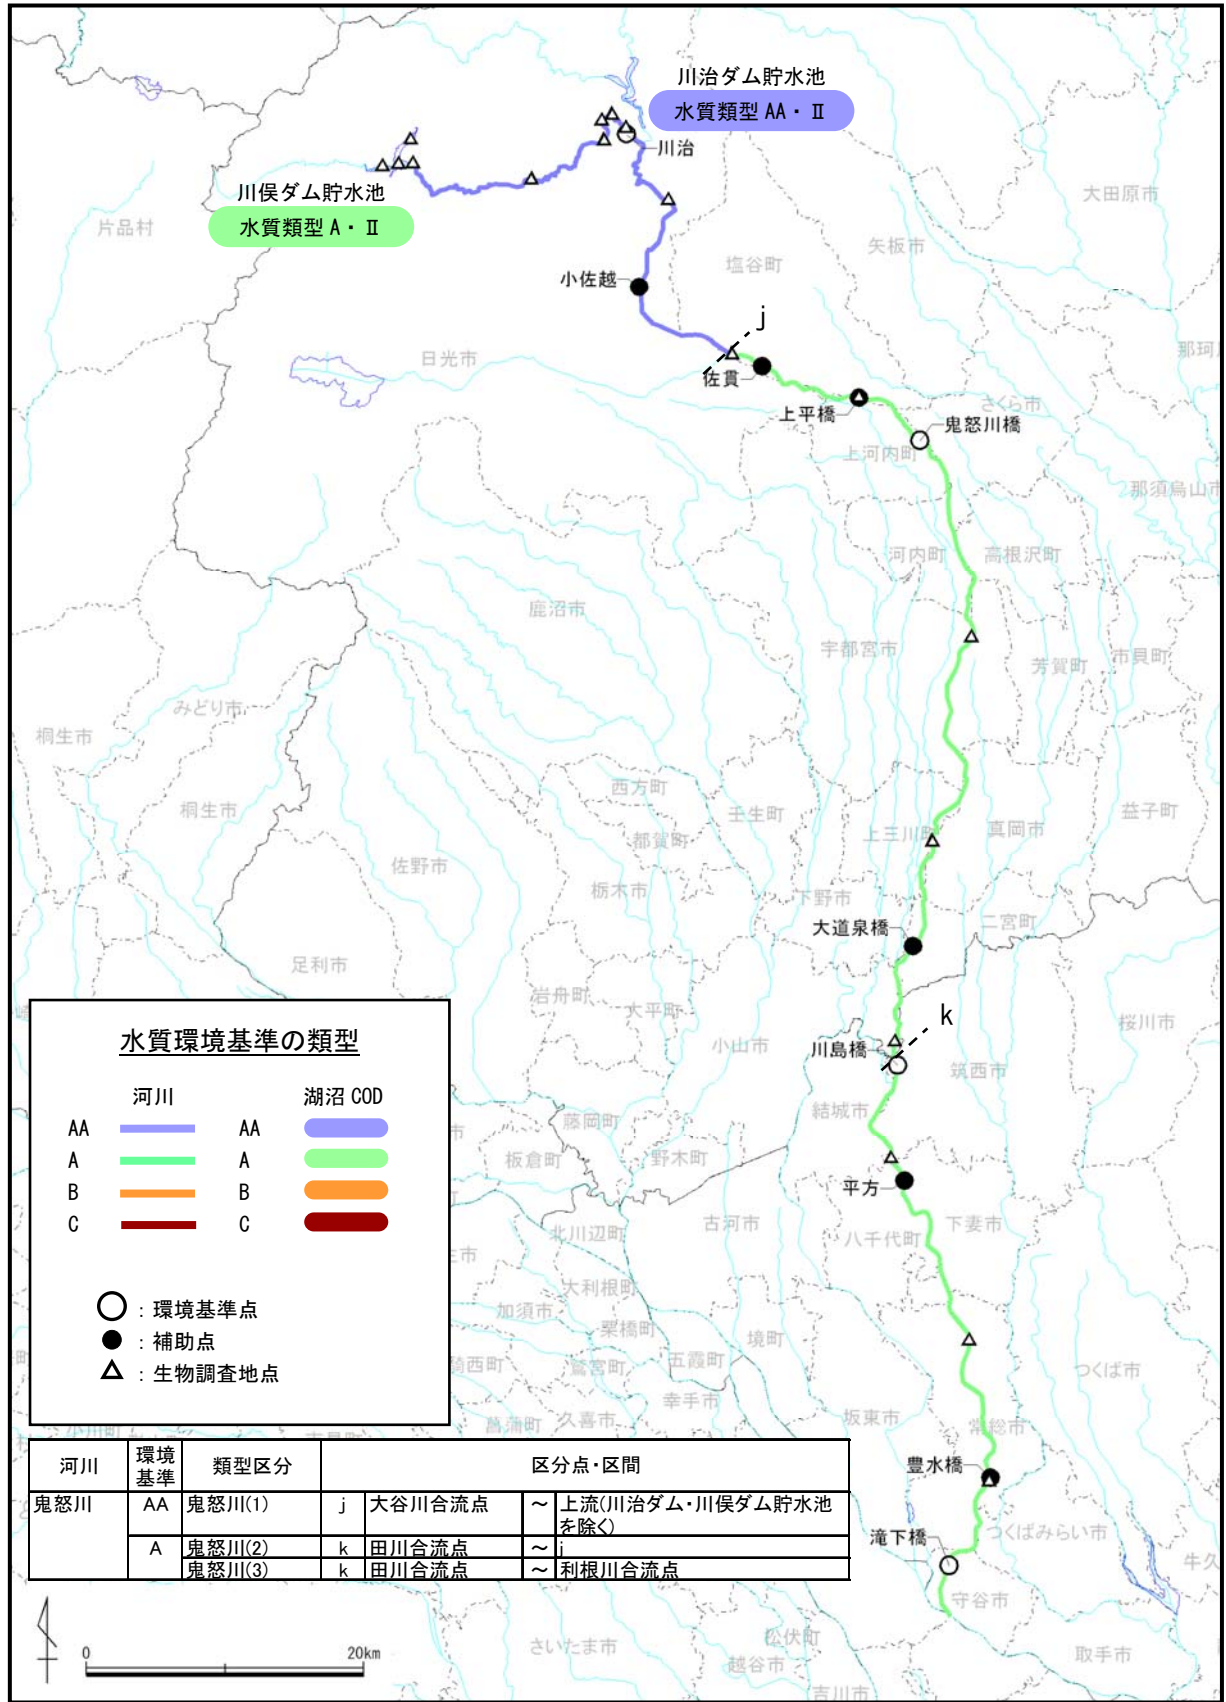 川治ダム貯水池
水質類型 AA・Ⅱ
川治
川俣ダム貯水池
水質類型 A・Ⅱ
大田原市
片品村
矢板市
塩谷町
小佐越
j
日光市
那珂
佐貫
上平橋
さくら市
鬼怒川橋
上河内町
那須烏山市
河内町
高根沢町
鹿沼市
宇都宮市
市貝町
芳賀町
みどり市
桐生市
西方町
桐生市
壬生町
益子町
都賀町
上三川町
真岡市
佐野市
栃木市
下野市
二宮町
大道泉橋
足利市
岩舟町
大平町
k
桜川市
小山市
川島橋
筑西市
結城市
藤岡町
市
板倉町
野木町
平方
古河市
下妻市
北川辺町
八千代町
生市
大利根町
加須市
栗橋町
境町
騎西町
鷲宮町
五霞町
つくば市
幸手市
菖蒲町
久喜市
坂東市
常総市
豊水橋
つくばみらい市
滝下橋
牛久
守谷市
さいたま市
松伏町
越谷市
取手市
吉川市
水質環境基準の類型
河川 湖沼 COD
AA AA
A A
B B
C C
: 環境基準点
: 補助点
: 生物調査地点
河川 環境基準 類型区分 区分点・区間
鬼怒川 AA 鬼怒川(1) j 大谷川合流点 ～ 上流(川治ダム・川俣ダム貯水池
を除く)
A 鬼怒川(2) k 田川合流点 ～ j
鬼怒川(3) k 田川合流点 ～ 利根川合流点
0 20km